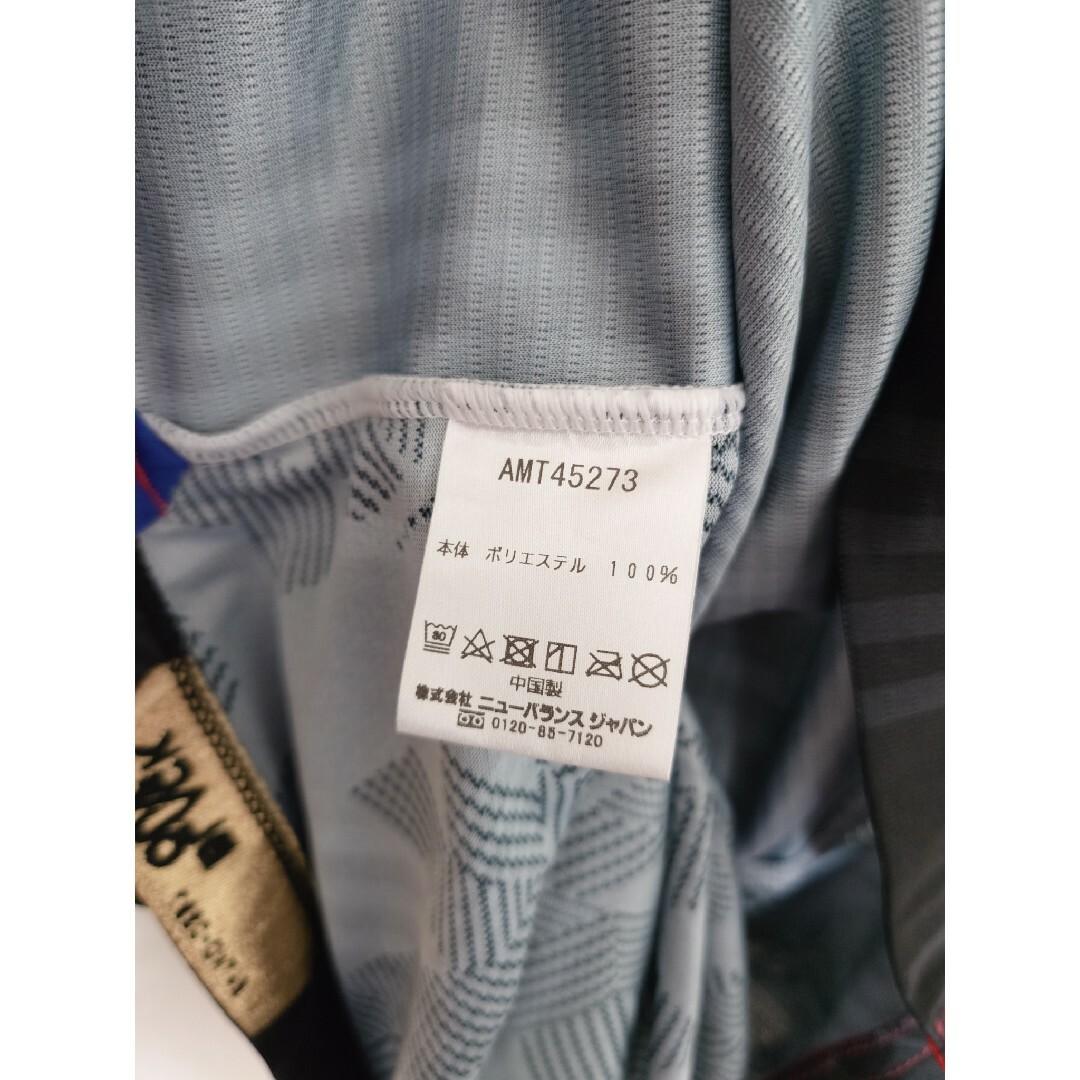 AMT45273
本体 ポリエステル 100%
中国製
株式会社 ニューバランス ジャパン
0120-85-7120